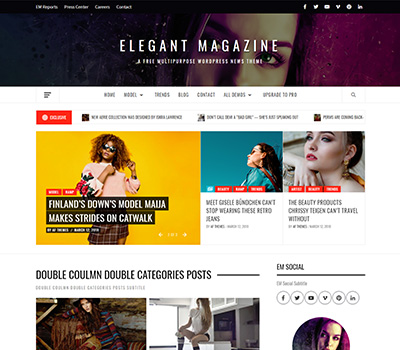 EM Reports Press Center Careers Contact
ELEGANT MAGAZINE
A FREE MULTIPURPOSE WORDPRESS NEWS THEME
HOME MODEL TRENDS BLOG CONTACT ALL DEMOS UPGRADE TO PRO
EXCLUSIVE
NEW AERIE COLLECTION HAS DESIGNED BY EMMA LAWRENCE
DON'T CALL DEMI A "BAD GIRL" — SHE'S JUST SPEAKING OUT
PERMS ARE COMING BACK
MODEL RAMP
FINLAND'S DOWN'S MODEL MAIJA
MAKES STRIDES ON CATWALK
BY AF THEMES / MARCH 12, 2018
BEAUTY TRENDS
MEET GISELE BÜNDCHEN CAN'T
STOP WEARING THESE RETRO
JEANS
BY AF THEMES / MARCH 12, 2018
ARTIST BEAUTY TRENDS
THE BEAUTY PRODUCTS
CHRISSY TEIGEN CAN'T TRAVEL
WITHOUT
BY AF THEMES / MARCH 12, 2018
DOUBLE COULMN DOUBLE CATEGORIES POSTS
DOUBLE COULMN DOUBLE CATEGORIES POSTS SUBTITLE
EM SOCIAL
EM Social Subtitle